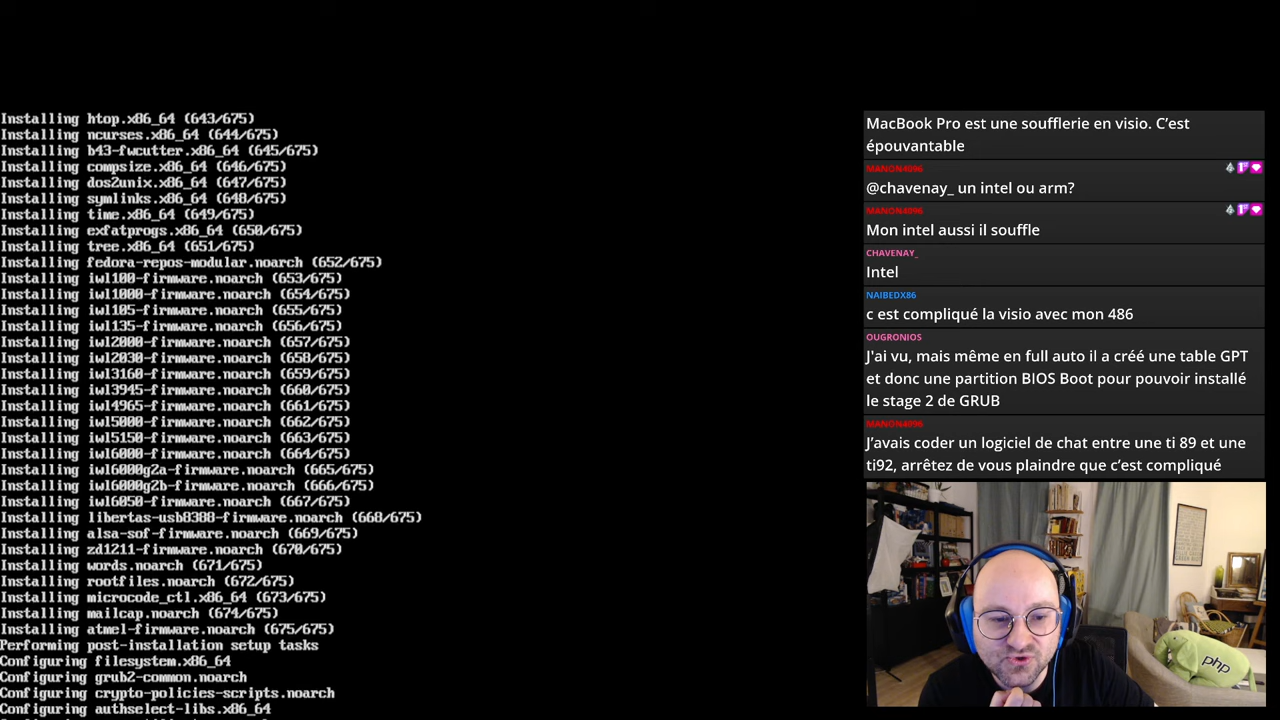 Installing htop.x86_64 (643/675)
Installing ncurses.x86_64 (644/675)
Installing b43-fwcutter.x86_64 (645/675)
Installing compsize.x86_64 (646/675)
Installing dos2unix.x86_64 (647/675)
Installing symlinks.x86_64 (648/675)
Installing time.x86_64 (649/675)
Installing exfatprogs.x86_64 (650/675)
Installing tree.x86_64 (651/675)
Installing fedora-repos-modular.noarch (652/675)
Installing iwl100-firmware.noarch (653/675)
Installing iwl1000-firmware.noarch (654/675)
Installing iwl105-firmware.noarch (655/675)
Installing iwl135-firmware.noarch (656/675)
Installing iwl2000-firmware.noarch (657/675)
Installing iwl2030-firmware.noarch (658/675)
Installing iwl3160-firmware.noarch (659/675)
Installing iwl3945-firmware.noarch (660/675)
Installing iwl4965-firmware.noarch (661/675)
Installing iwl5000-firmware.noarch (662/675)
Installing iwl5150-firmware.noarch (663/675)
Installing iwl6000-firmware.noarch (664/675)
Installing iwl6000g2a-firmware.noarch (665/675)
Installing iwl6000g2b-firmware.noarch (666/675)
Installing iwl6050-firmware.noarch (667/675)
Installing libertas-usb8388-firmware.noarch (668/675)
Installing alsa-sof-firmware.noarch (669/675)
Installing zd1211-firmware.noarch (670/675)
Installing words.noarch (671/675)
Installing rootfiles.noarch (672/675)
Installing microcode_ctl.x86_64 (673/675)
Installing mailcap.noarch (674/675)
Installing atmel-firmware.noarch (675/675)
Performing post-installation setup tasks
Configuring filesystem.x86_64
Configuring grub2-common.noarch
Configuring crypto-policies-scripts.noarch
Configuring authselect-libs.x86_64
MacBook Pro est une soufflerie en visio. C’est
épouvantable
MANON4096
@chavenay_ un intel ou arm?
MANON4096
Mon intel aussi il souffle
CHAVENAY_
Intel
NAIBEDX86
c est compliqué la visio avec mon 486
OUGRONIOS
J'ai vu, mais même en full auto il a créé une table GPT
et donc une partition BIOS Boot pour pouvoir installé
le stage 2 de GRUB
MANON4096
J’avais coder un logiciel de chat entre une ti 89 et une
ti92, arrêtez de vous plaindre que c’est compliqué
php